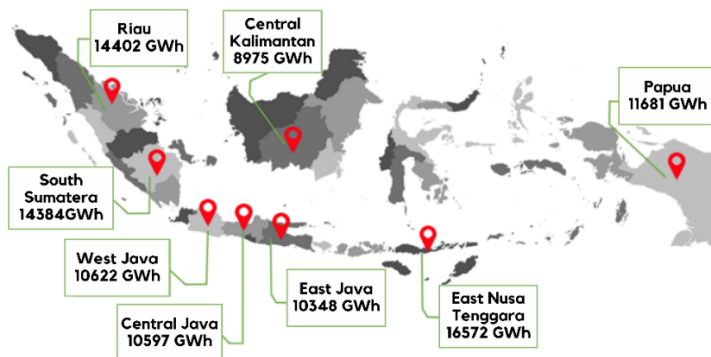 Riau
14402 GWh
Central
Kalimantan
8975 GWh
Papua
11681 GWh
South
Sumatera
14384GWh
West Java
10622 GWh
Central Java
10597 GWh
East Java
10348 GWh
East Nusa
Tenggara
16572 GWh